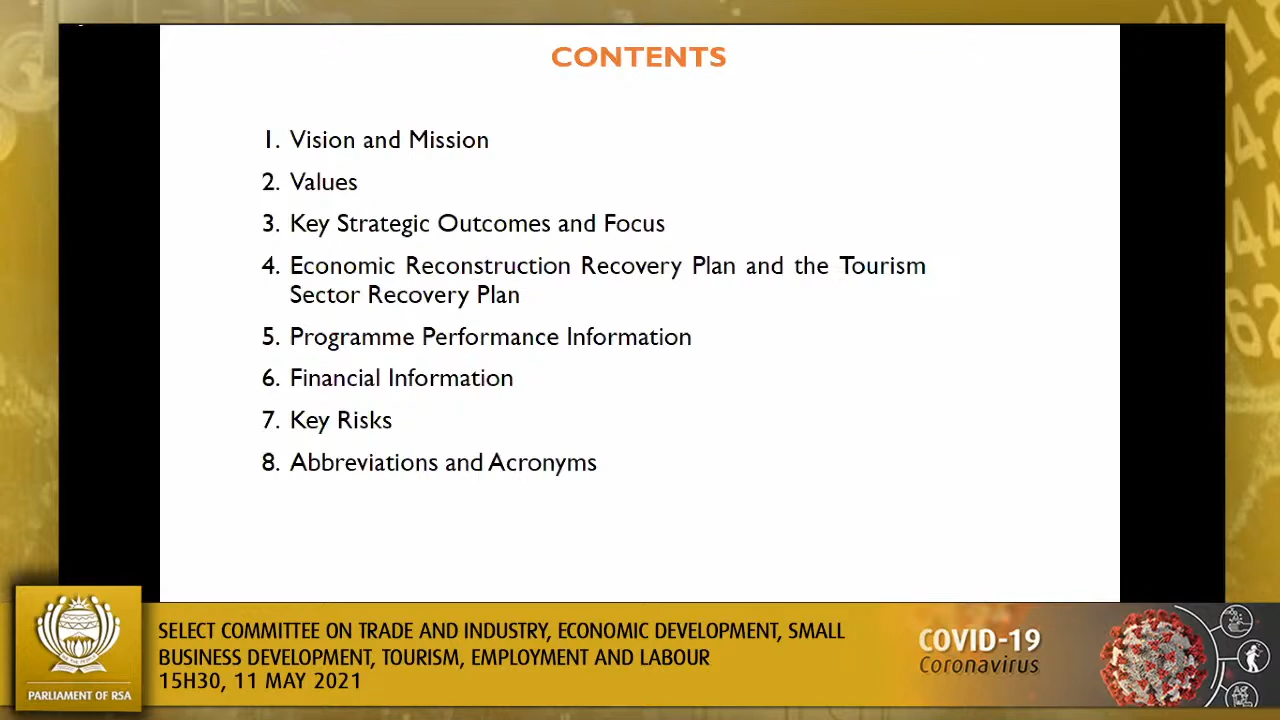 CONTENTS
1. Vision and Mission
2. Values
3. Key Strategic Outcomes and Focus
4. Economic Reconstruction Recovery Plan and the Tourism
Sector Recovery Plan
5. Programme Performance Information
6. Financial Information
7. Key Risks
8. Abbreviations and Acronyms
SELECT COMMITTEE ON TRADE AND INDUSTRY, ECONOMIC DEVELOPMENT, SMALL
BUSINESS DEVELOPMENT, TOURISM, EMPLOYMENT AND LABOUR
15H30, 11 MAY 2021
PARLIAMENT OF RSA
COVID-19
Coronavirus